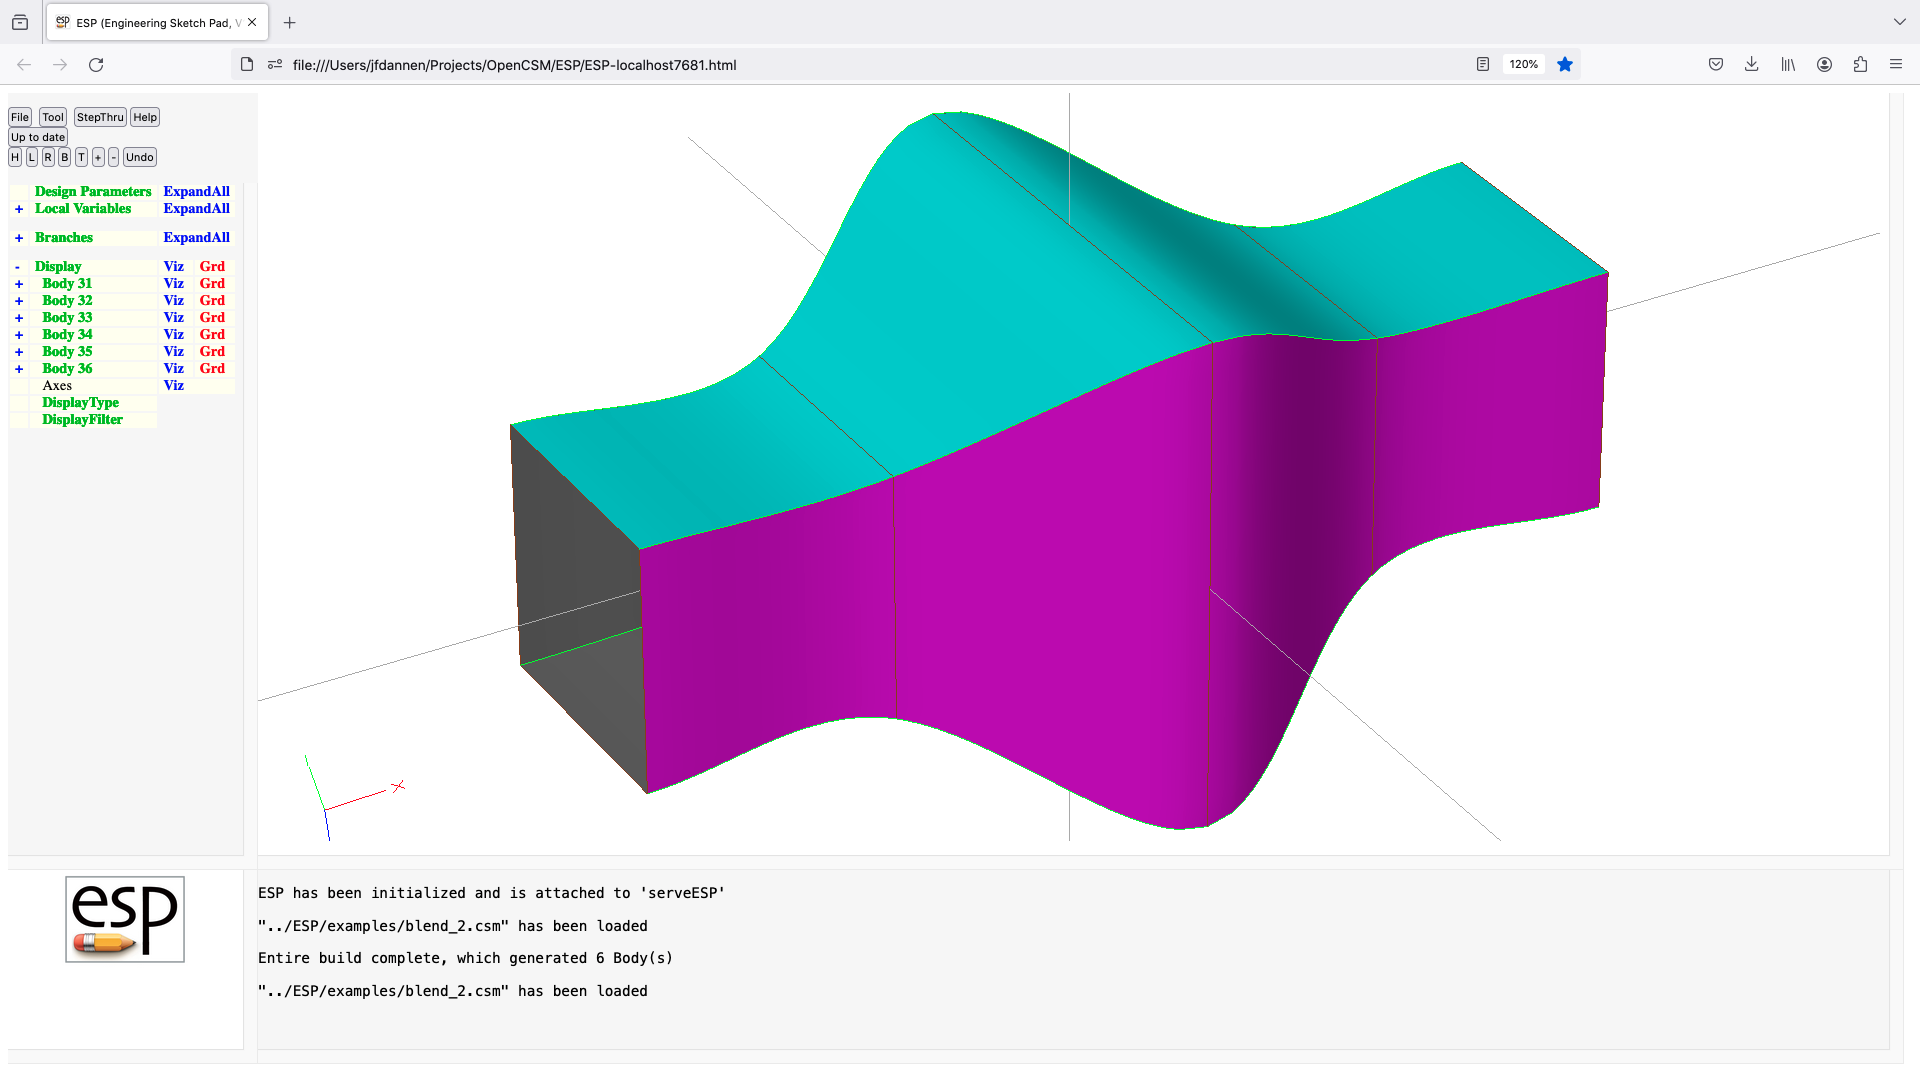 ESP (Engineering Sketch Pad, V
file:///Users/jfdannen/Projects/OpenCSM/ESP/ESP-localhost7681.html
120%
File Tool StepThru Help
Up to date
H L R B T + - Undo
Design Parameters ExpandAll
+ Local Variables ExpandAll
+ Branches ExpandAll
- Display Viz Grd
+ Body 31 Viz Grd
+ Body 32 Viz Grd
+ Body 33 Viz Grd
+ Body 34 Viz Grd
+ Body 35 Viz Grd
+ Body 36 Viz Grd
Axes Viz
DisplayType
DisplayFilter
X
esp
ESP has been initialized and is attached to 'serveESP'
"../ESP/examples/blend_2.csm" has been loaded
Entire build complete, which generated 6 Body(s)
"../ESP/examples/blend_2.csm" has been loaded